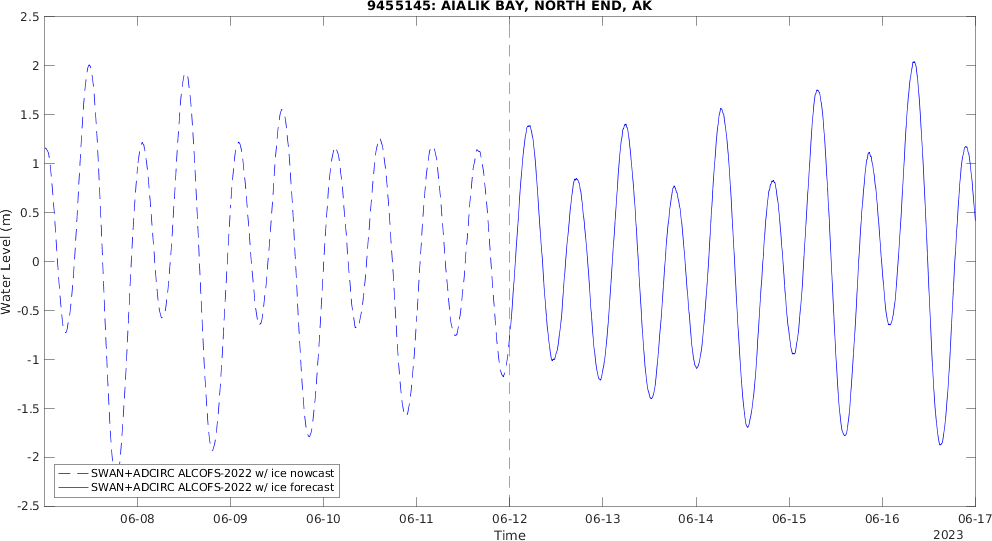 9455145: AIALIK BAY, NORTH END, AK
2.5
2
1.5
1
0.5
0
-0.5
-1
-1.5
-2
-2.5
Water Level (m)
SWAN+ADCIRC ALCOFS-2022 w/ ice nowcast
SWAN+ADCIRC ALCOFS-2022 w/ ice forecast
06-08 06-09 06-10 06-11 06-12 06-13 06-14 06-15 06-16 06-17
Time
2023